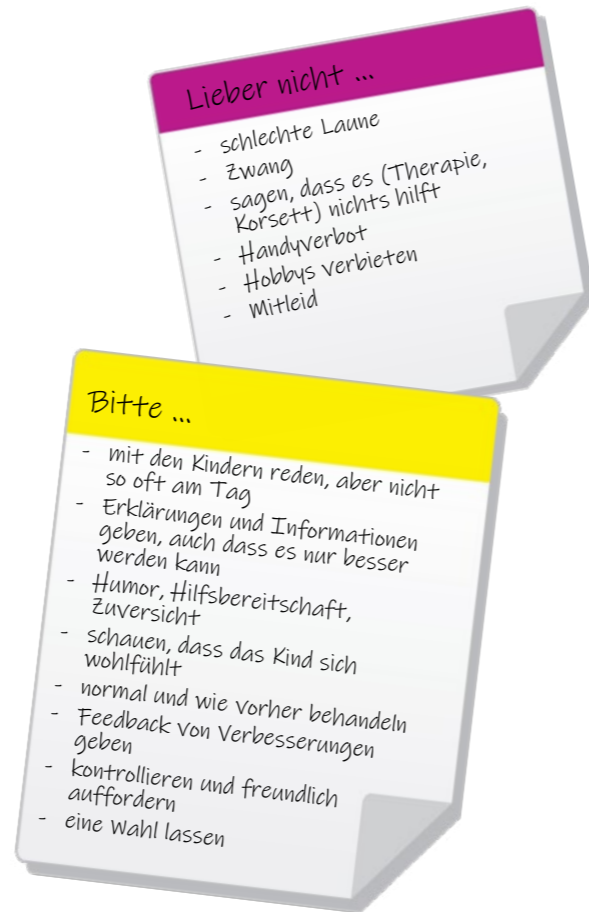 Lieber nicht ...
- schlechte Laune
- Zwang
- sagen, dass es (Therapie,
Korsett) nichts hilft
- Handyverbot
- Hobbys verbieten
- Mitleid
Bitte ...
- mit den Kindern reden, aber nicht
so oft am Tag
- Erklärungen und Informationen
geben, auch dass es nur besser
werden kann
- Humor, Hilfsbereitschaft,
Zuversicht
- schauen, dass das Kind sich
wohlfühlt
- normal und wie vorher behandeln
- Feedback von Verbesserungen
geben
- kontrollieren und freundlich
auffordern
- eine Wahl lassen